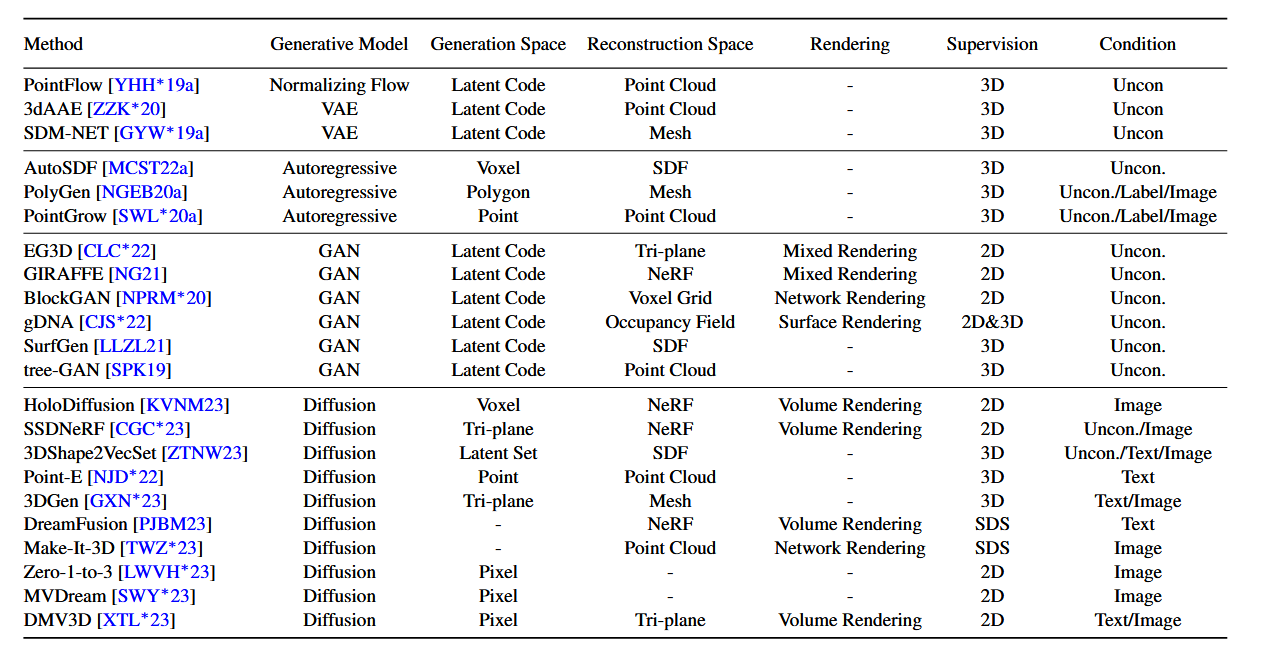 Method Generative Model Generation Space Reconstruction Space Rendering Supervision Condition
PointFlow [YHH*19a] Normalizing Flow Latent Code Point Cloud - 3D Uncon
3dAAE [ZZK*20] VAE Latent Code Point Cloud - 3D Uncon
SDM-NET [GYW*19a] VAE Latent Code Mesh - 3D Uncon
AutoSDF [MCST22a] Autoregressive Voxel SDF - 3D Uncon.
PolyGen [NGEB20a] Autoregressive Polygon Mesh - 3D Uncon./Label/Image
PointGrow [SWL*20a] Autoregressive Point Point Cloud - 3D Uncon./Label/Image
EG3D [CLC*22] GAN Latent Code Tri-plane Mixed Rendering 2D Uncon.
GIRAFFE [NG21] GAN Latent Code NeRF Mixed Rendering 2D Uncon.
BlockGAN [NPRM*20] GAN Latent Code Voxel Grid Network Rendering 2D Uncon.
gDNA [CJS*22] GAN Latent Code Occupancy Field Surface Rendering 2D&3D Uncon.
SurfGen [LLZL21] GAN Latent Code SDF - 3D Uncon.
tree-GAN [SPK19] GAN Latent Code Point Cloud - 3D Uncon.
HoloDiffusion [KVNM23] Diffusion Voxel NeRF Volume Rendering 2D Image
SSDNeRF [CGC*23] Diffusion Tri-plane NeRF Volume Rendering 2D Uncon./Image
3DShape2VecSet [ZTNW23] Diffusion Latent Set SDF - 3D Uncon./Text/Image
Point-E [NJD*22] Diffusion Point Point Cloud - 3D Text
3DGen [GXN*23] Diffusion Tri-plane Mesh - 3D Text/Image
DreamFusion [PJBM23] Diffusion - NeRF Volume Rendering SDS Text
Make-It-3D [TWZ*23] Diffusion - Point Cloud Network Rendering SDS Image
Zero-1-to-3 [LWVH*23] Diffusion Pixel - - 2D Image
MVDream [SWY*23] Diffusion Pixel - - 2D Image
DMV3D [XTL*23] Diffusion Pixel Tri-plane Volume Rendering 2D Text/Image